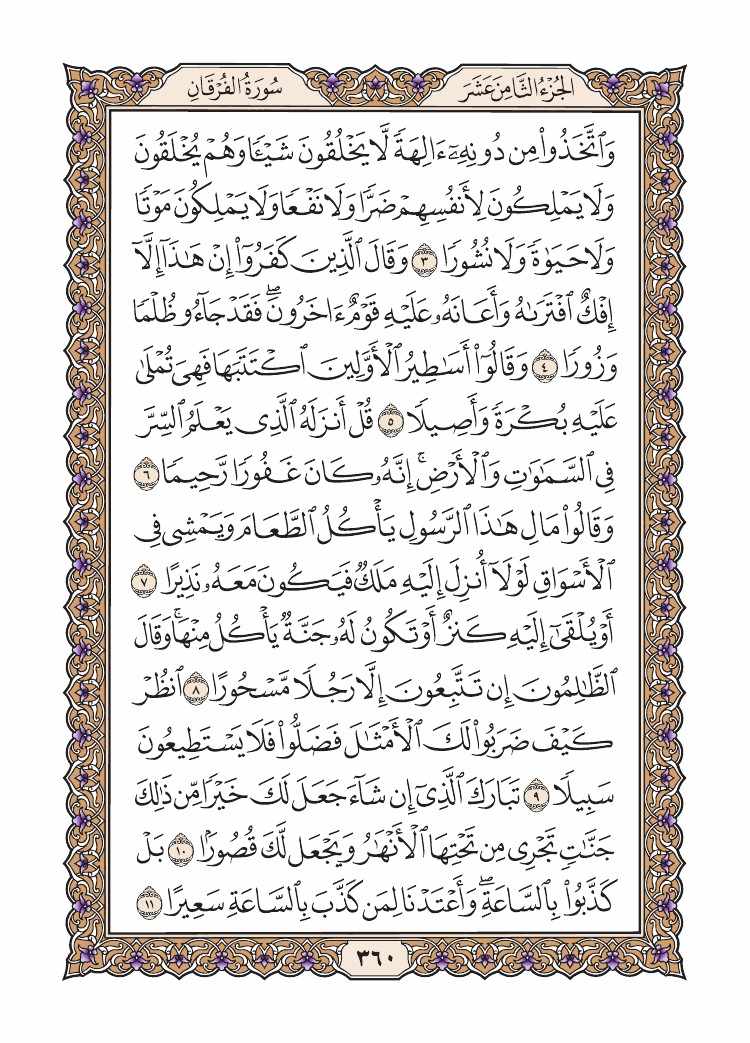 الجُزْءُ الثَّامِنَ عَشَرَ
سُورَةُ الفُرْقَانِ
وَٱتَّخَذُواْ مِن دُونِهِۦٓ ءَالِهَةٗ لَّا يَخۡلُقُونَ شَيۡـٔٗا وَهُمۡ يُخۡلَقُونَ
وَلَا يَمۡلِكُونَ لِأَنفُسِهِمۡ ضَرّٗا وَلَا نَفۡعٗا وَلَا يَمۡلِكُونَ مَوۡتٗا
وَلَا حَيَوٰةٗ وَلَا نُشُورٗا ٣ وَقَالَ ٱلَّذِينَ كَفَرُوٓاْ إِنۡ هَٰذَآ إِلَّآ
إِفۡكٌ ٱفۡتَرَىٰهُ وَأَعَانَهُۥ عَلَيۡهِ قَوۡمٌ ءَاخَرُونَۖ فَقَدۡ جَآءُو ظُلۡمٗا
وَزُورٗا ٤ وَقَالُوٓاْ أَسَٰطِيرُ ٱلۡأَوَّلِينَ ٱكۡتَتَبَهَا فَهِيَ تُمۡلَىٰ
عَلَيۡهِ بُكۡرَةٗ وَأَصِيلٗا ٥ قُلۡ أَنزَلَهُ ٱلَّذِي يَعۡلَمُ ٱلسِّرَّ
فِي ٱلسَّمَٰوَٰتِ وَٱلۡأَرۡضِۚ إِنَّهُۥ كَانَ غَفُورٗا رَّحِيمٗا ٦
وَقَالُواْ مَالِ هَٰذَا ٱلرَّسُولِ يَأۡكُلُ ٱلطَّعَامَ وَيَمۡشِي فِي
ٱلۡأَسۡوَاقِ لَوۡلَآ أُنزِلَ إِلَيۡهِ مَلَكٞ فَيَكُونَ مَعَهُۥ نَذِيرًا ٧
أَوۡ يُلۡقَىٰٓ إِلَيۡهِ كَنزٌ أَوۡ تَكُونُ لَهُۥ جَنَّةٞ يَأۡكُلُ مِنۡهَاۚ وَقَالَ
ٱلظَّٰلِمُونَ إِن تَتَّبِعُونَ إِلَّا رَجُلٗا مَّسۡحُورًا ٨ ٱنظُرۡ
كَيۡفَ ضَرَبُواْ لَكَ ٱلۡأَمۡثَٰلَ فَضَلُّواْ فَلَا يَسۡتَطِيعُونَ
سَبِيلٗا ٩ تَبَارَكَ ٱلَّذِيٓ إِن شَآءَ جَعَلَ لَكَ خَيۡرٗا مِّن ذَٰلِكَ
جَنَّٰتٖ تَجۡرِي مِن تَحۡتِهَا ٱلۡأَنۡهَٰرُ وَيَجۡعَل لَّكَ قُصُورَۢا ١٠ بَلۡ
كَذَّبُواْ بِٱلسَّاعَةِۖ وَأَعۡتَدۡنَا لِمَن كَذَّبَ بِٱلسَّاعَةِ سَعِيرًا ١١
٣٦٠